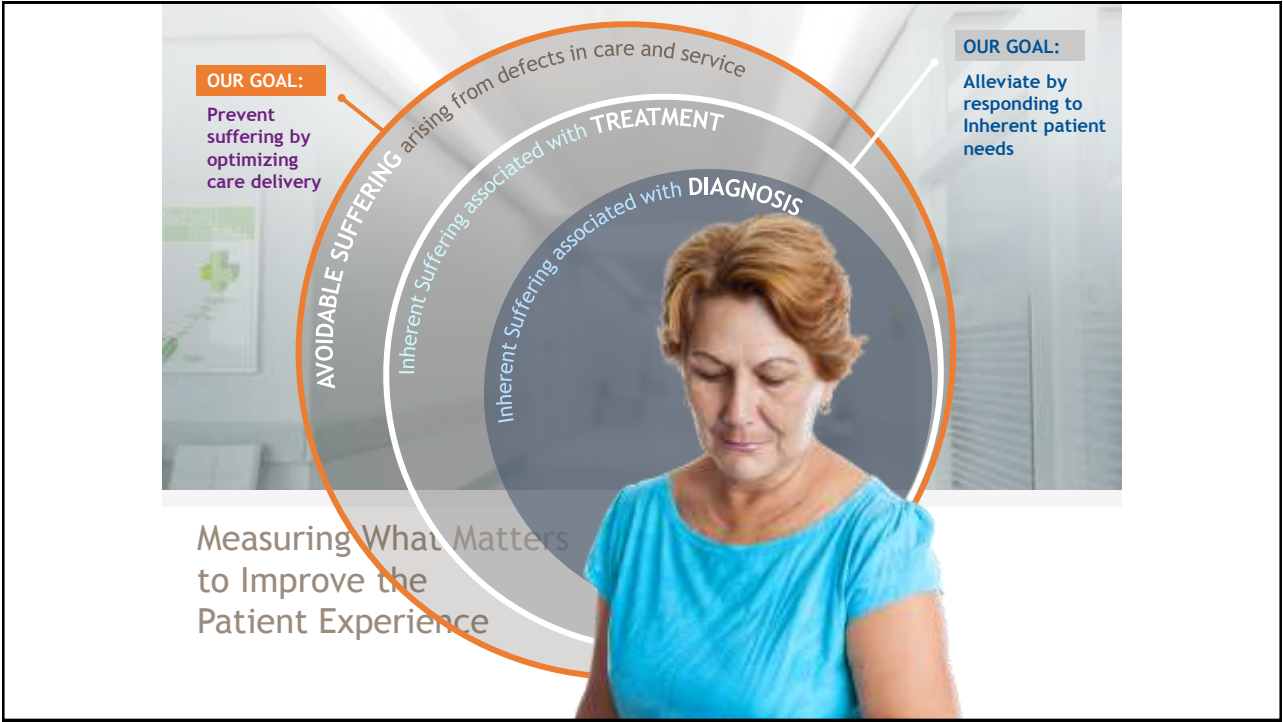 OUR GOAL:
Prevent
suffering by
optimizing
care delivery
AVOIDABLE SUFFERING arising from defects in care and service
Inherent Suffering associated with TREATMENT
Inherent Suffering associated with DIAGNOSIS
OUR GOAL:
Alleviate by
responding to
Inherent patient
needs
Measuring What Matters
to Improve the
Patient Experience